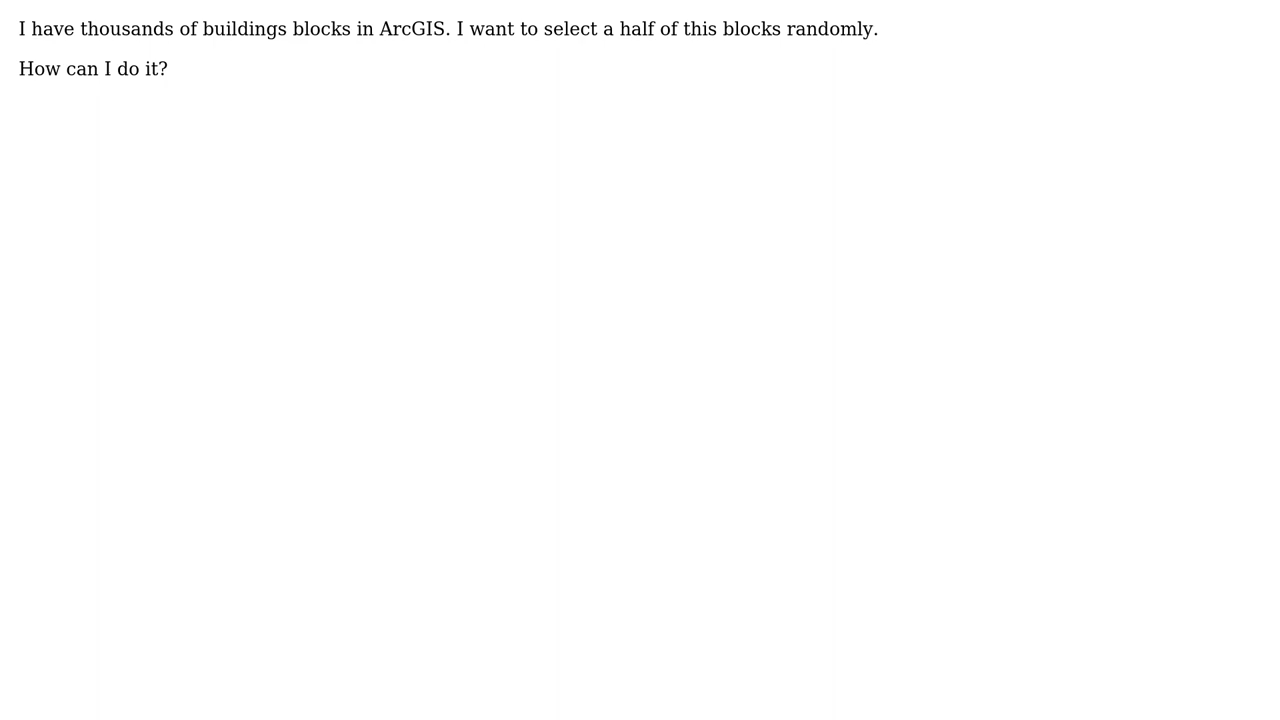 I have thousands of buildings blocks in ArcGIS. I want to select a half of this blocks randomly.
How can I do it?